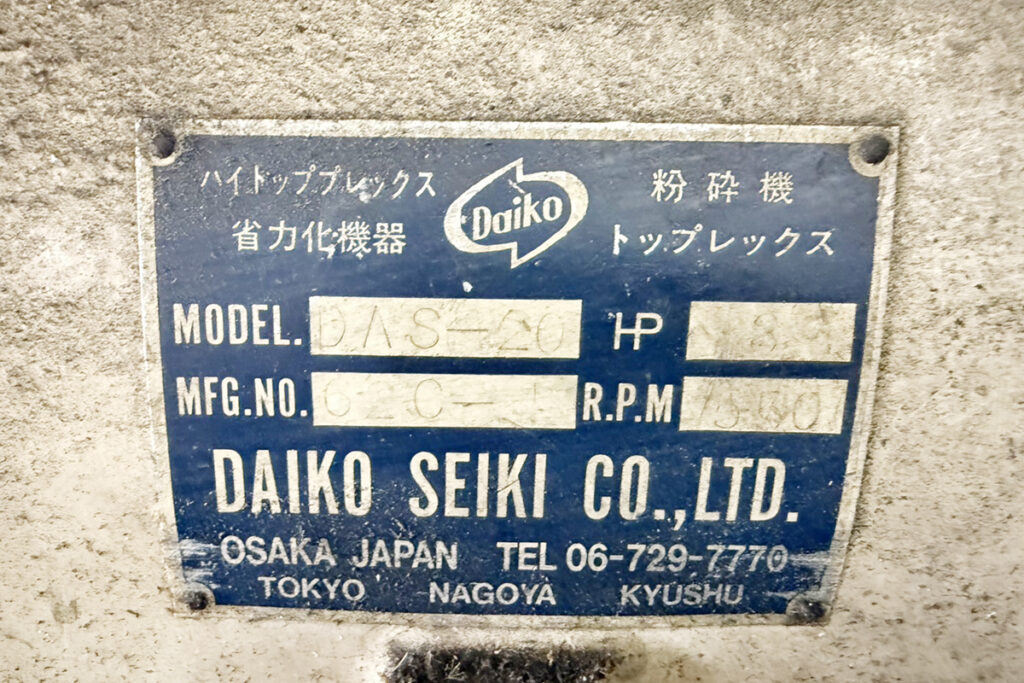 ハイトッププレックス
省力化機器
Daiko
粉砕機
トップレックス
MODEL. DAS-20 HP
MFG.NO. R.P.M
DAIKO SEIKI CO.,LTD.
OSAKA JAPAN TEL 06-729-7770
TOKYO NAGOYA KYUSHU